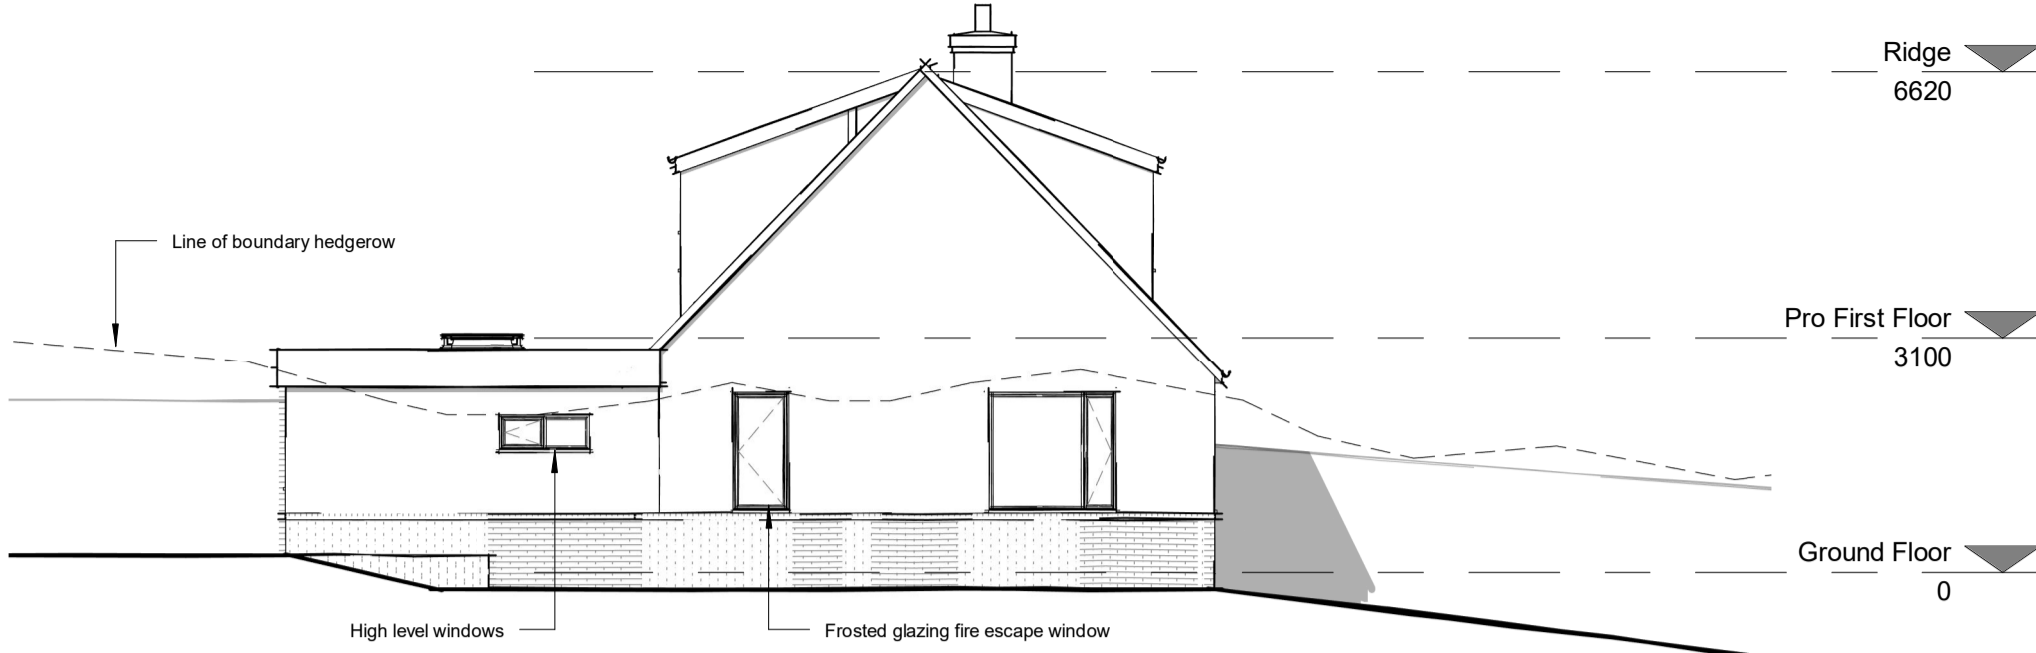 Ridge
6620
Line of boundary hedgerow
Pro First Floor
3100
Ground Floor
0
High level windows
Frosted glazing fire escape window